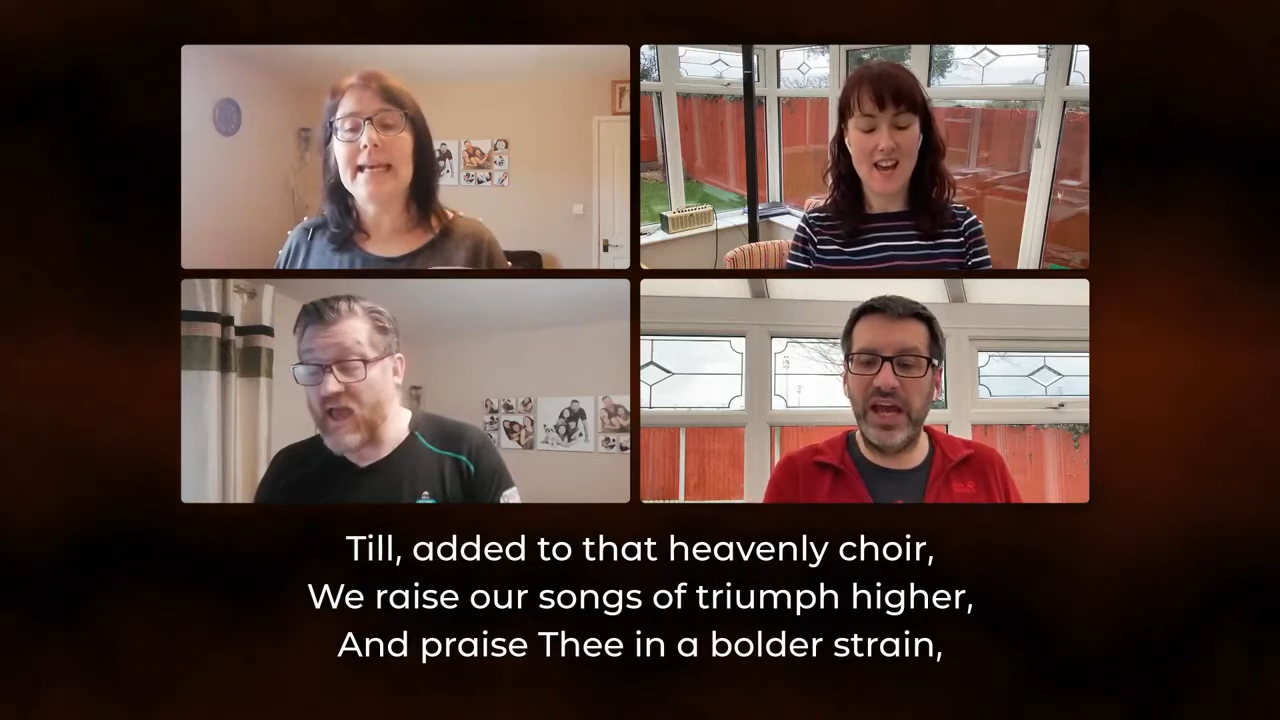 Till, added to that heavenly choir,
We raise our songs of triumph higher,
And praise Thee in a bolder strain,